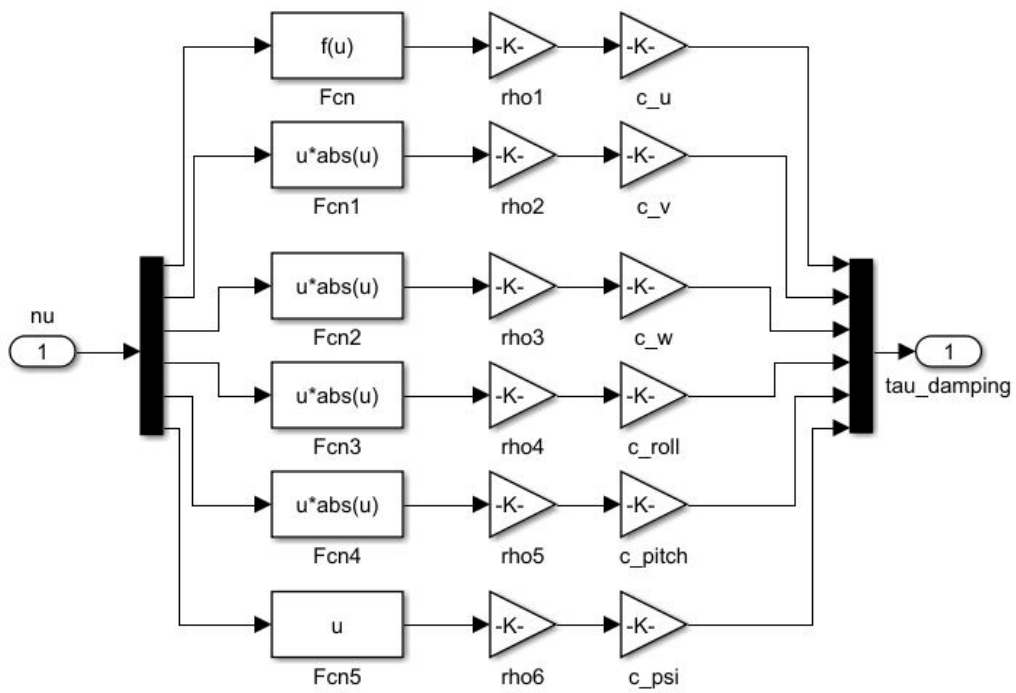 f(u) -K- -K-
Fcn rho1 c_u
u*abs(u) -K- -K-
Fcn1 rho2 c_v
u*abs(u) -K- -K-
nu
Fcn2 rho3 c_w
1 1
u*abs(u) -K- -K-
tau_damping
Fcn3 rho4 c_roll
u*abs(u) -K- -K-
Fcn4 rho5 c_pitch
u -K- -K-
Fcn5 rho6 c_psi